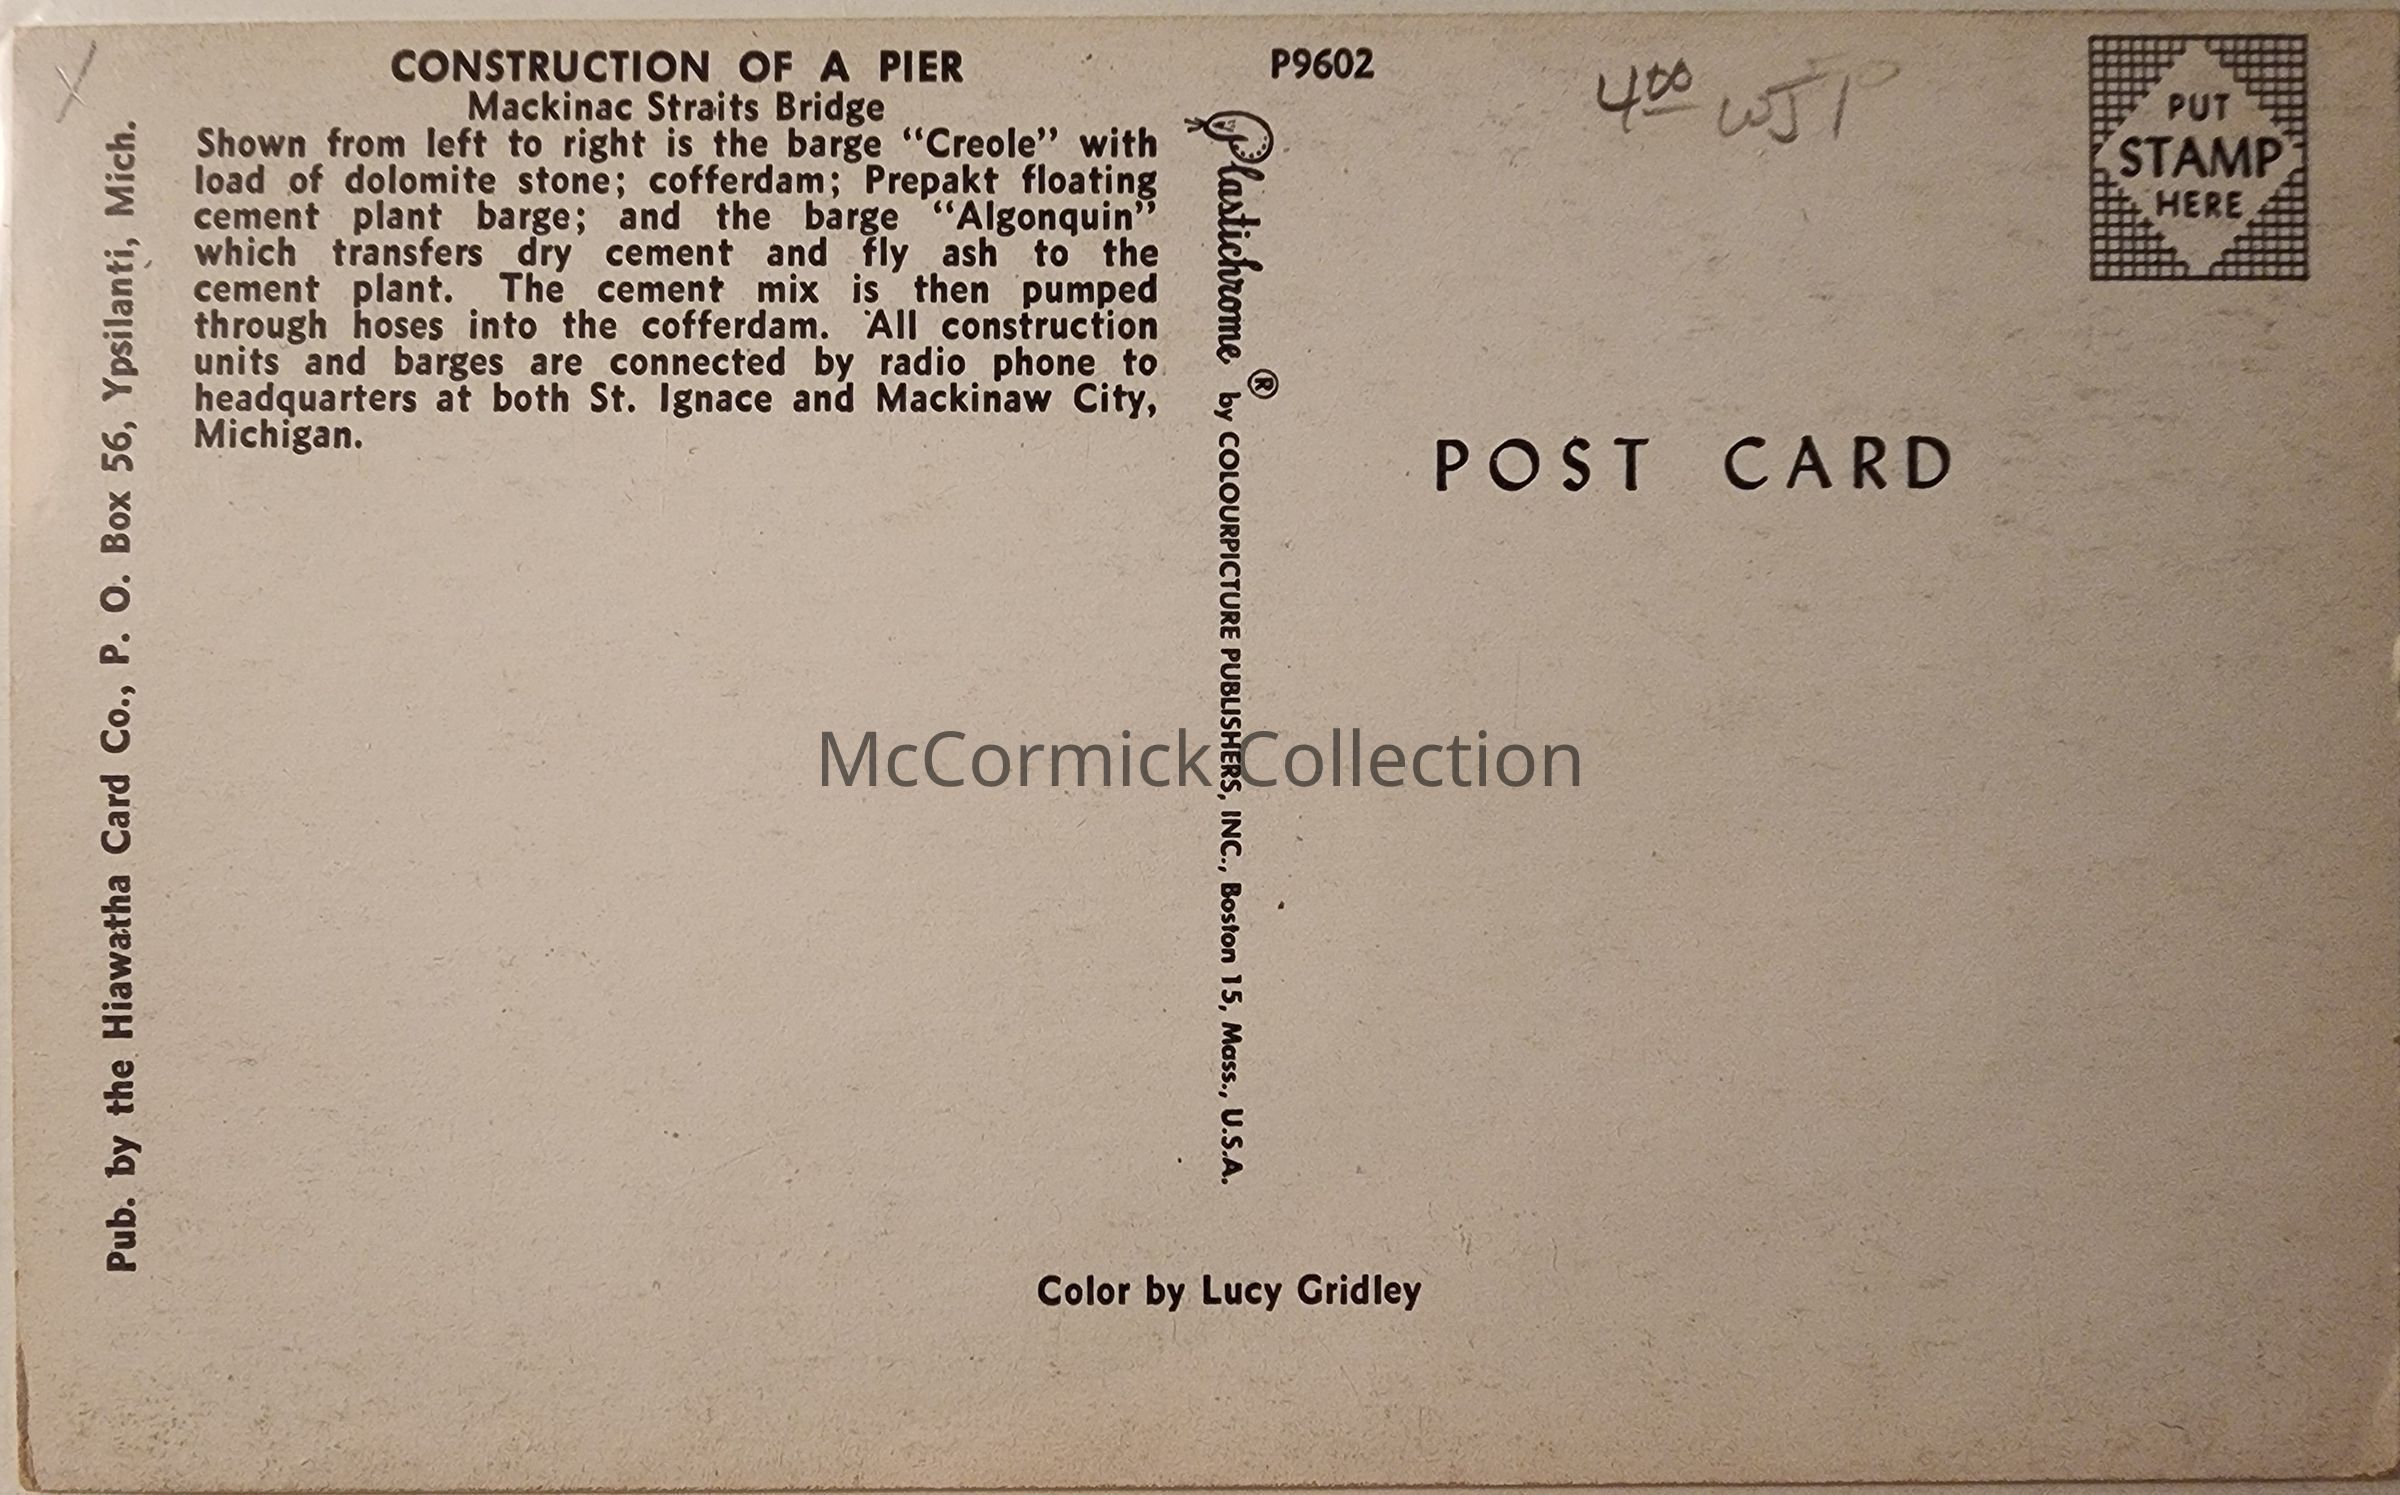 CONSTRUCTION OF A PIER
Mackinac Straits Bridge
Shown from left to right is the barge “Creole” with
load of dolomite stone; cofferdam; Prepakt floating
cement plant barge; and the barge “Algonquin”
which transfers dry cement and fly ash to the
cement plant. The cement mix is then pumped
through hoses into the cofferdam. All construction
units and barges are connected by radio phone to
headquarters at both St. Ignace and Mackinaw City,
Michigan.
Pub. by the Hiawatha Card Co., P. O. Box 56, Ypsilanti, Mich.
P9602
Plastichrome ® by COLOURPICTURE PUBLISHERS, INC., Boston 15, Mass., U.S.A.
4 00
PUT
STAMP
HERE
POST CARD
McCormick Collection
Color by Lucy Gridley